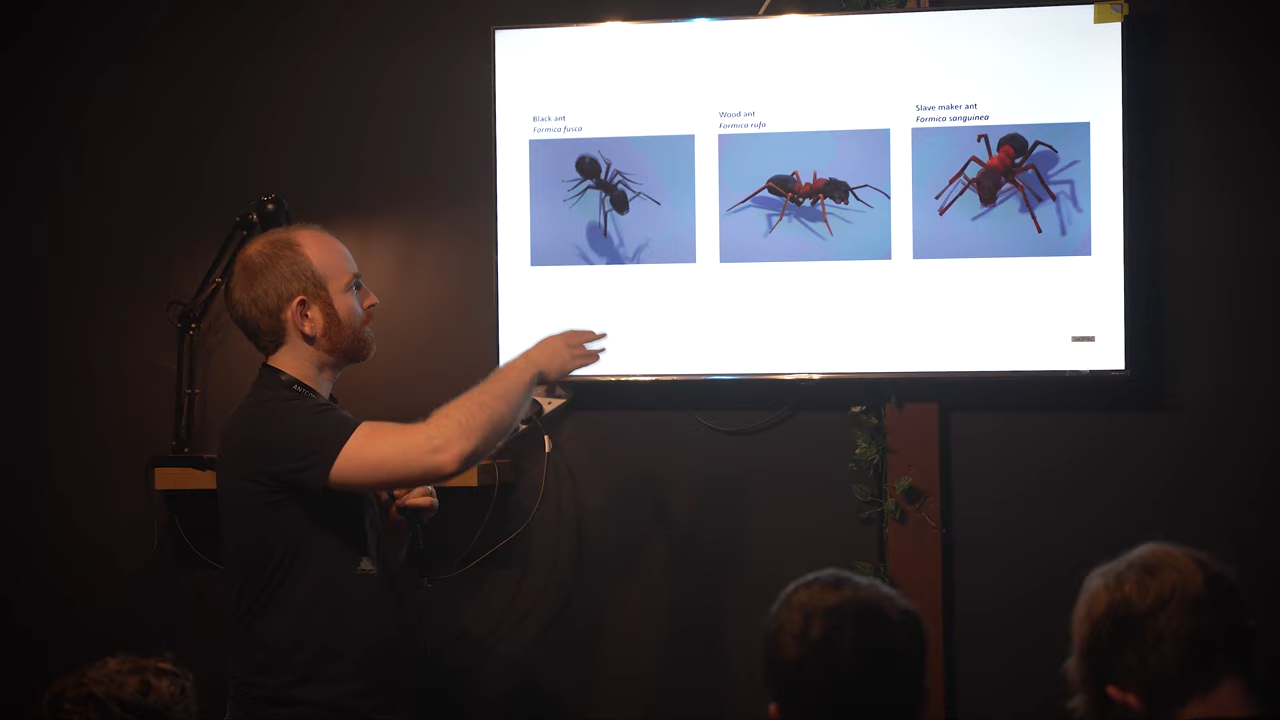 Black ant
Formica fusca
Wood ant
Formica rufa
Slave maker ant
Formica sanguinea